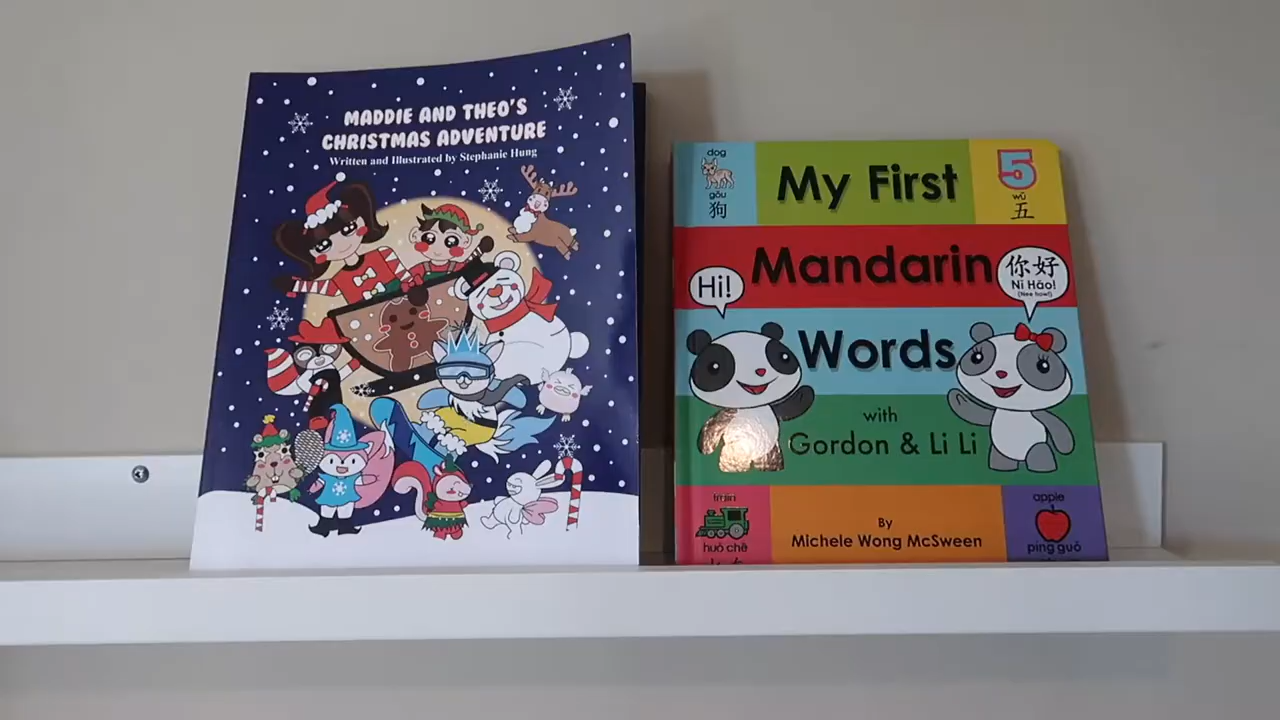 MADDIE AND THEO'S
CHRISTMAS ADVENTURE
Written and Illustrated by Stephanie Hung
dog
gǒu
狗
My First
5
wǔ
五
Mandarin
Hi!
你好
Nǐ Hǎo!
(Nee how!)
Words
with
Gordon & Li Li
train
huǒ chē
By
Michele Wong McSween
apple
píng guǒ